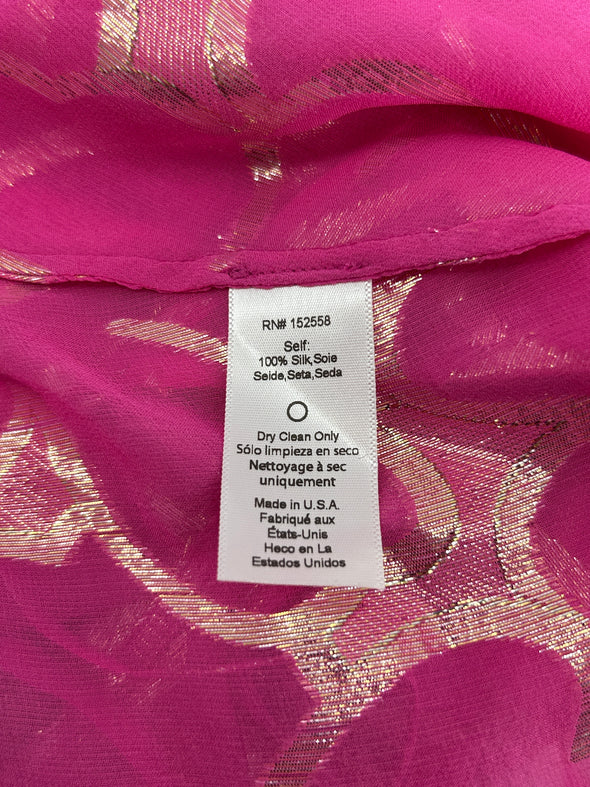 RN# 152558
Self:
100% Silk,Soie
Seide,Seta,Seda
Dry Clean Only
Sólo limpieza en seco
Nettoyage à sec
uniquement
Made in U.S.A.
Fabriqué aux
États-Unis
Heco en La
Estados Unidos